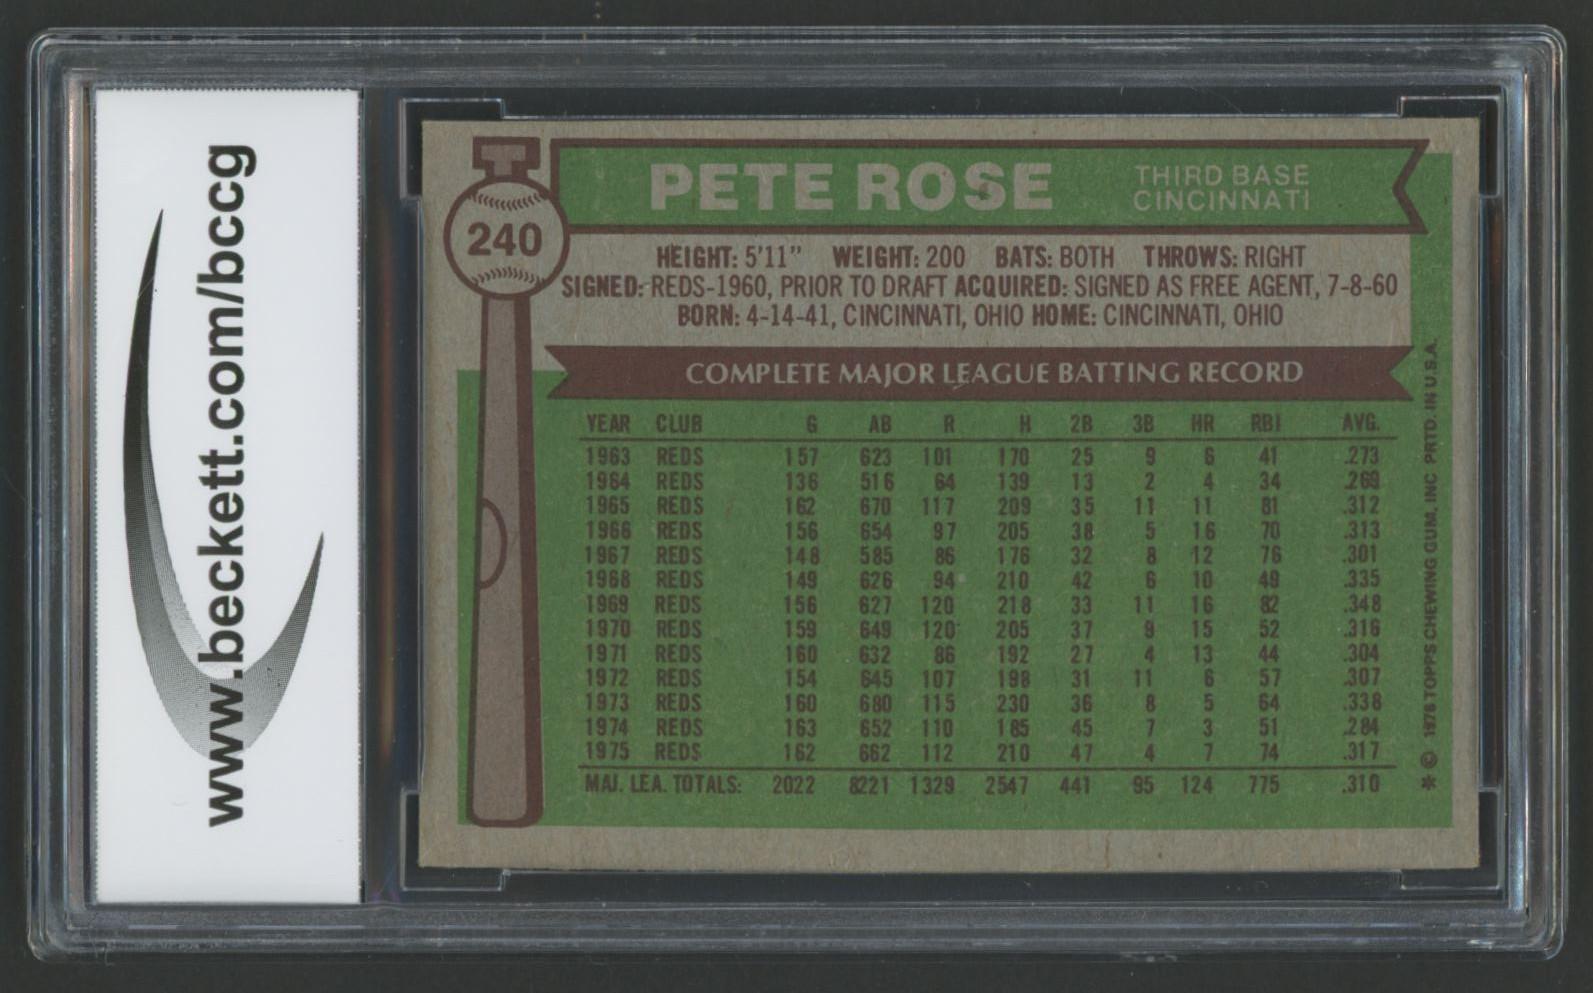 www.beckett.com/bccg
240
PETE ROSE
THIRD BASE
CINCINNATI
HEIGHT: 5'11" WEIGHT: 200 BATS: BOTH THROWS: RIGHT
SIGNED: REDS-1960, PRIOR TO DRAFT ACQUIRED: SIGNED AS FREE AGENT, 7-8-60
BORN: 4-14-41, CINCINNATI, OHIO HOME: CINCINNATI, OHIO
COMPLETE MAJOR LEAGUE BATTING RECORD
YEAR CLUB G AB R H 2B 3B HR RBI AVG.
1963 REDS 157 623 101 170 25 9 6 41 .273
1964 REDS 136 516 64 139 13 2 4 34 .269
1965 REDS 162 670 117 209 35 11 11 81 .312
1966 REDS 156 654 97 205 38 5 16 70 .313
1967 REDS 148 585 86 176 32 8 12 76 .301
1968 REDS 149 626 94 210 42 6 10 49 .335
1969 REDS 156 627 120 218 33 11 16 82 .348
1970 REDS 159 649 120 205 37 9 15 52 .316
1971 REDS 160 632 86 192 27 4 13 44 .304
1972 REDS 154 645 107 198 31 11 6 57 .307
1973 REDS 160 680 115 230 36 8 5 64 .338
1974 REDS 163 652 110 185 45 7 3 51 .284
1975 REDS 162 662 112 210 47 4 7 74 .317
MAJ. LEA. TOTALS: 2022 8221 1329 2547 441 95 124 775 .310
* © 1976 TOPPS CHEWING GUM, INC PRTD. IN U.S.A.